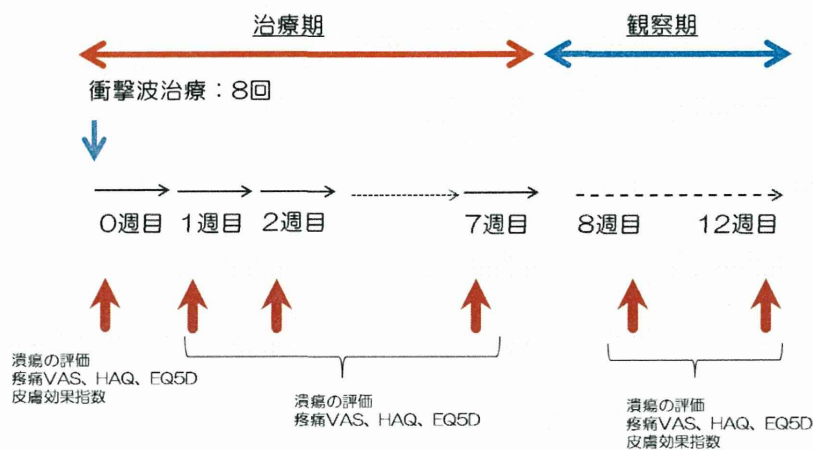 治療期
観察期
衝撃波治療：8回
0週目
1週目
2週目
7週目
8週目
12週目
潰瘍の評価
疼痛VAS、HAQ、EQ5D
皮膚効果指数
潰瘍の評価
疼痛VAS、HAQ、EQ5D
潰瘍の評価
疼痛VAS、HAQ、EQ5D
皮膚効果指数